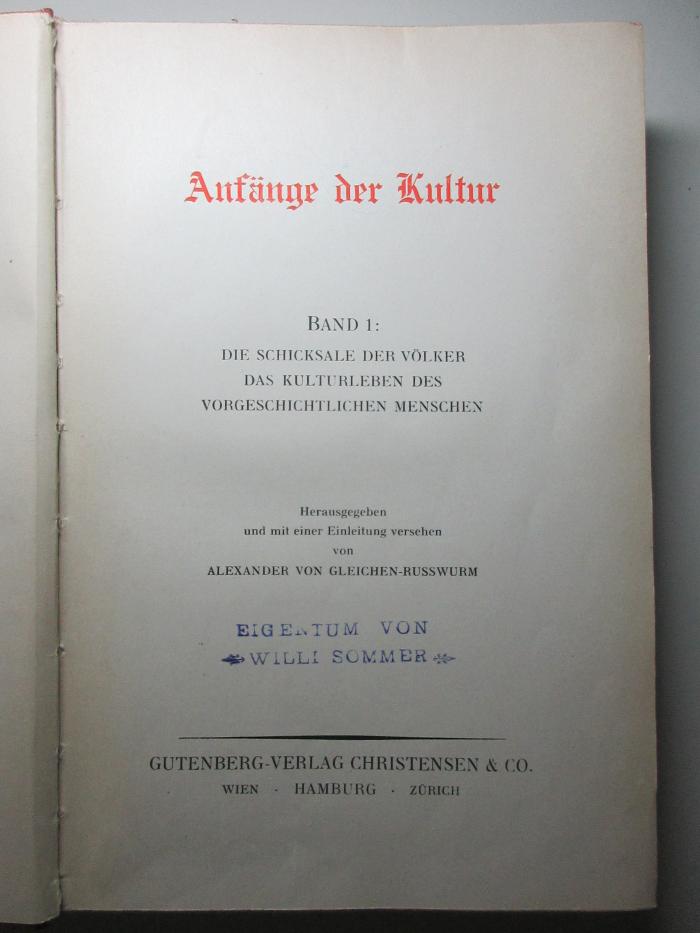 Anfänge der Kultur
BAND 1:
DIE SCHICKSALE DER VÖLKER
DAS KULTURLEBEN DES
VORGESCHICHTLICHEN MENSCHEN
Herausgegeben
und mit einer Einleitung versehen
von
ALEXANDER VON GLEICHEN-RUSSWURM
EIGENTUM VON
WILLI SOMMER
GUTENBERG-VERLAG CHRISTENSEN & CO.
WIEN · HAMBURG · ZÜRICH